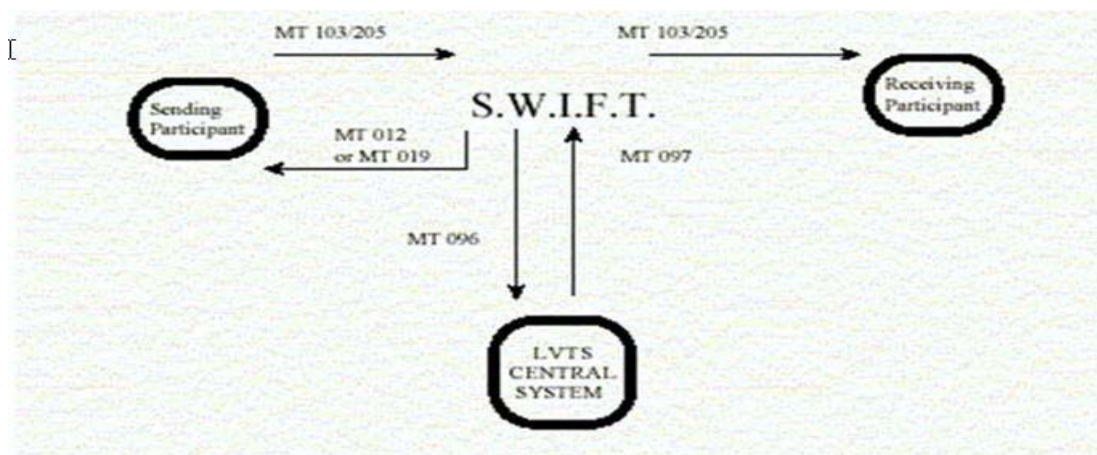 MT 103/205
MT 103/205
Sending
Participant
S.W.I.F.T.
Receiving
Participant
MT 012
or MT 019
MT 097
MT 096
LVTS
CENTRAL
SYSTEM